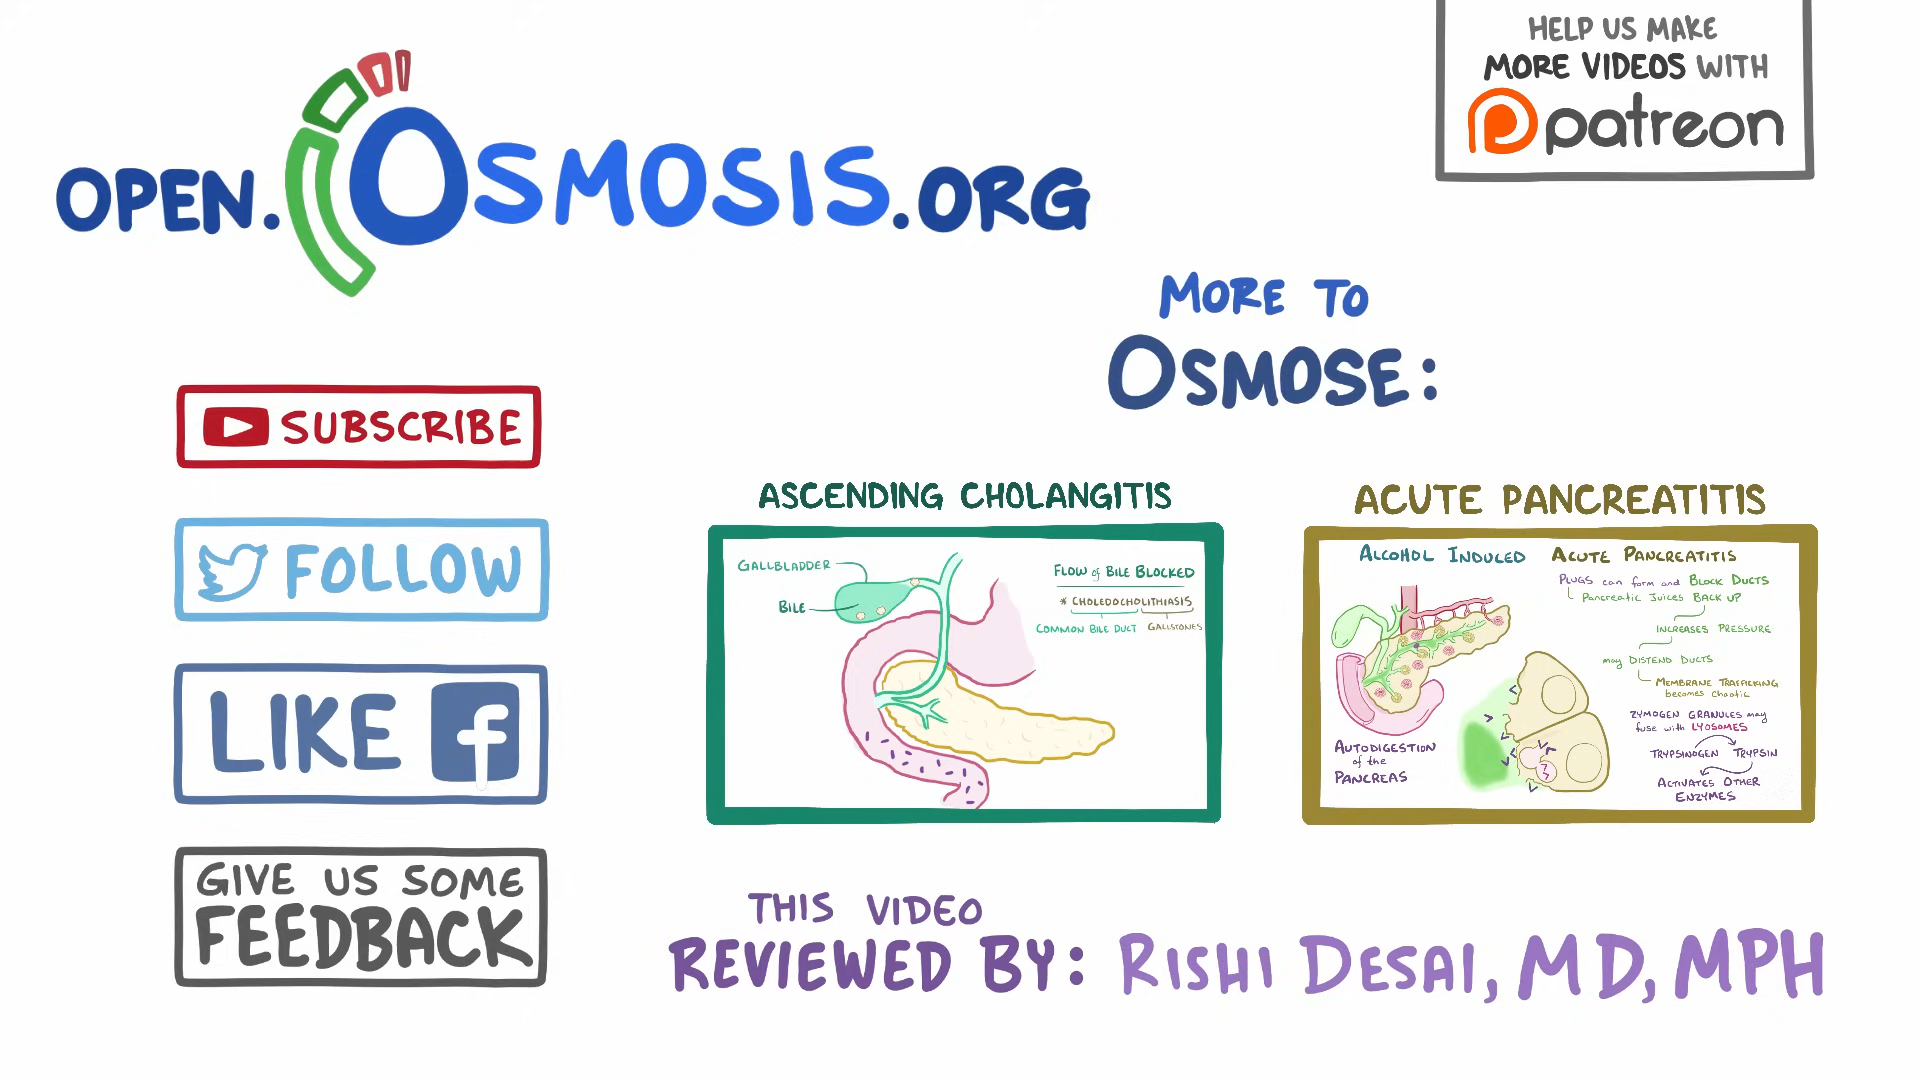 HELP US MAKE
MORE VIDEOS WITH
patreon
OPEN.OSMOSIS.ORG
MORE TO
OSMOSE:
SUBSCRIBE
FOLLOW
LIKE f
GIVE US SOME
FEEDBACK
ASCENDING CHOLANGITIS
GALLBLADDER
BILE
FLOW of BILE BLOCKED
* CHOLEDOCHOLITHIASIS
COMMON BILE DUCT GALLSTONES
ACUTE PANCREATITIS
ALCOHOL INDUCED ACUTE PANCREATITIS
PLUGS can form and BLOCK DUCTS
Pancreatic Juices BACK UP
INCREASES PRESSURE
may DISTEND DUCTS
MEMBRANE TRAFFICKING
becomes chaotic
ZYMOGEN GRANULES may
fuse with LYOSOMES
TRYPSINOGEN TRYPSIN
ACTIVATES OTHER
ENZYMES
AUTODIGESTION
of the
PANCREAS
THIS VIDEO
REVIEWED BY: RISHI DESAI, MD, MPH